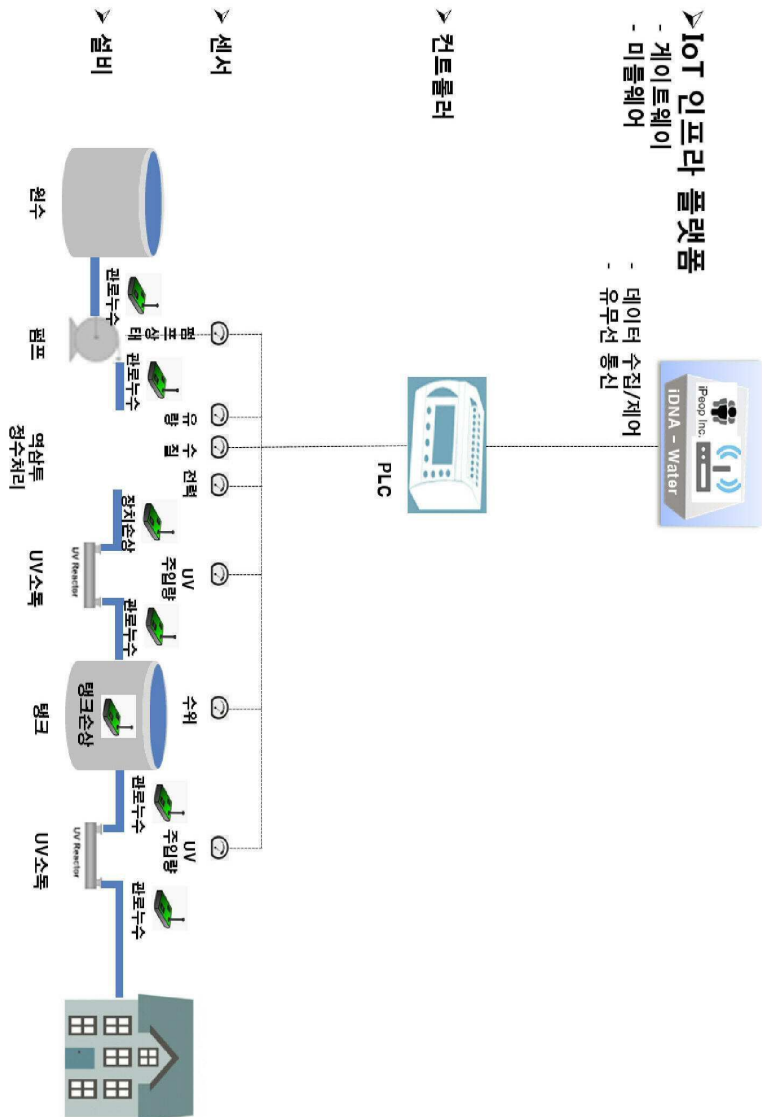 ➢ IoT 인프라 플랫폼
- 게이트웨이
- 미들웨어
- 데이터 수집/제어
- 유무선 통신
iPeop Inc.
iDNA - Water
➢ 컨트롤러
PLC
➢ 센서
펌프상태
유량
수질
전력
UV
주입량
수위
UV
주입량
➢ 설비
관로누수
관로누수
장치손상
관로누수
탱크손상
관로누수
관로누수
UV Reactor
UV Reactor
원수
펌프
역삼투
정수처리
UV소독
탱크
UV소독